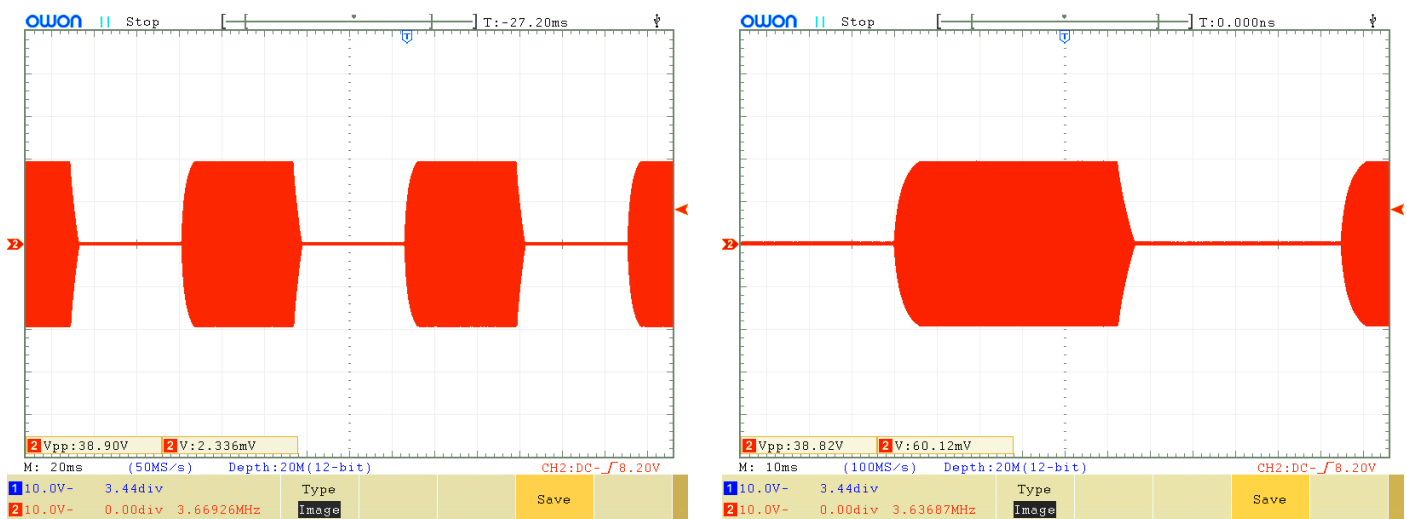 owon Stop T:-27.20ms
T
2
2 Vpp:38.90V 2 V:2.336mV
M: 20ms (50MS/s) Depth:20M(12-bit) CH2:DC-8.20V
1 10.0V- 3.44div Type Save
2 10.0V- 0.00div 3.66926MHz Image
owon Stop T:0.000ns
T
2
2 Vpp:38.82V 2 V:60.12mV
M: 10ms (100MS/s) Depth:20M(12-bit) CH2:DC-8.20V
1 10.0V- 3.44div Type Save
2 10.0V- 0.00div 3.63687MHz Image